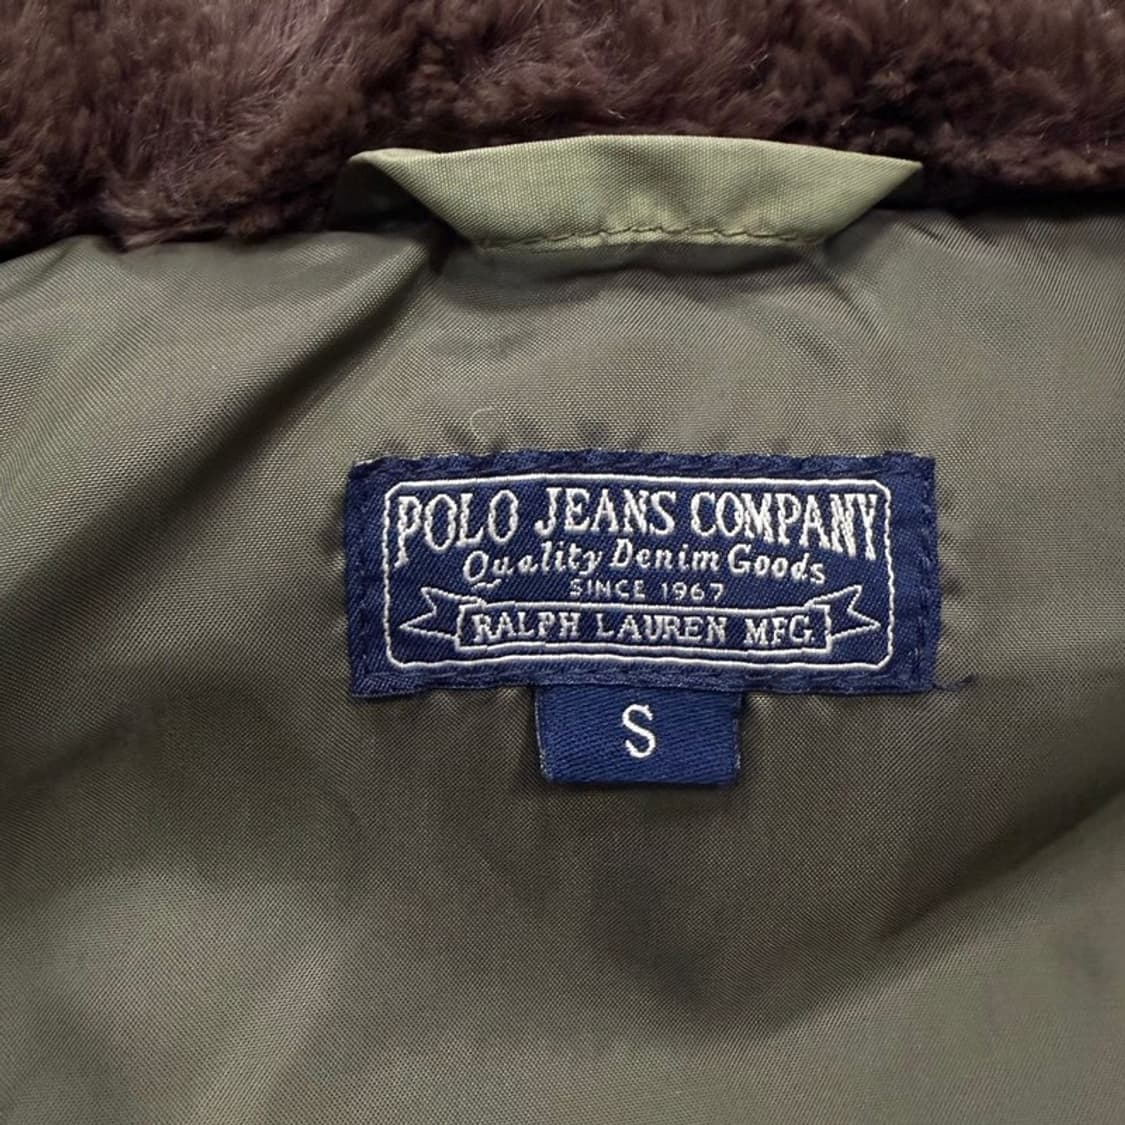 POLO JEANS COMPANY
Quality Denim Goods
SINCE 1967
RALPH LAUREN MFG.
S